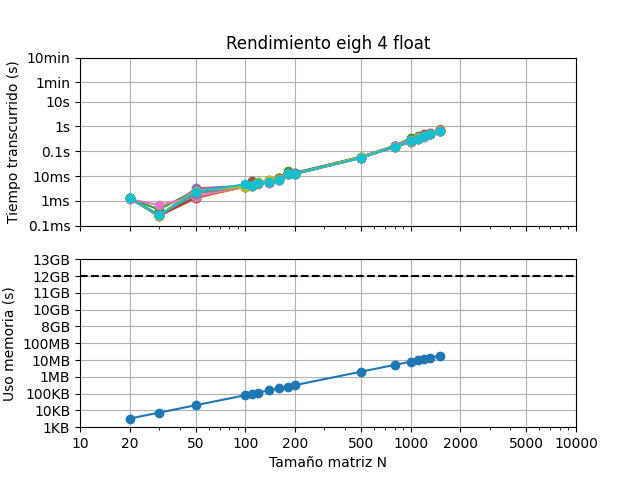 Rendimiento eigh 4 float
Tiempo transcurrido (s)
10min
1min
10s
1s
0.1s
10ms
1ms
0.1ms
Uso memoria (s)
13GB
12GB
11GB
10GB
8GB
100MB
10MB
1MB
100KB
10KB
1KB
10 20 50 100 200 500 1000 2000 5000 10000
Tamaño matriz N